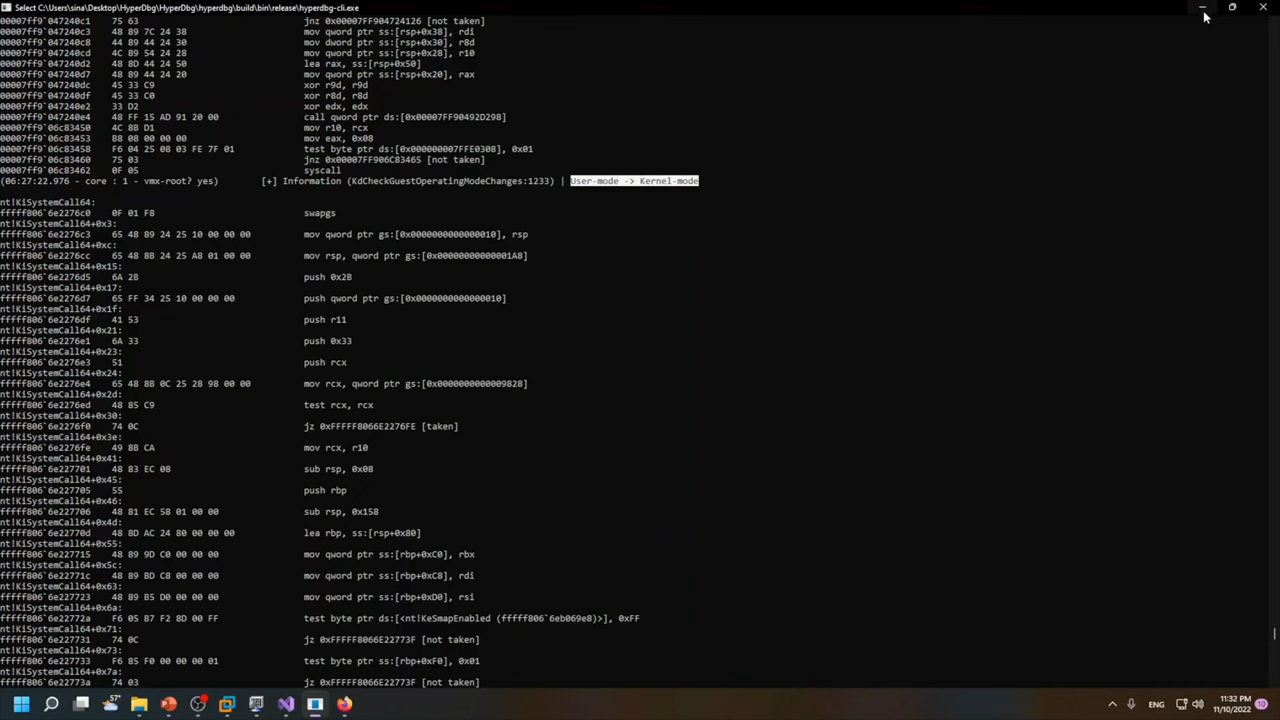 Select C:\Users\sina\Desktop\HyperDbg\HyperDbg\hyperdbg\build\bin\release\hyperdbg-cli.exe
00007ff9`047240c1 75 63 jnz 0x00007FF904724126 [not taken]
00007ff9`047240c3 48 89 7C 24 38 mov qword ptr ss:[rsp+0x38], rdi
00007ff9`047240c8 44 89 44 24 30 mov dword ptr ss:[rsp+0x30], r8d
00007ff9`047240cd 4C 89 54 24 28 mov qword ptr ss:[rsp+0x28], r10
00007ff9`047240d2 48 8D 44 24 50 lea rax, ss:[rsp+0x50]
00007ff9`047240d7 48 89 44 24 20 mov qword ptr ss:[rsp+0x20], rax
00007ff9`047240dc 45 33 C9 xor r9d, r9d
00007ff9`047240df 45 33 C0 xor r8d, r8d
00007ff9`047240e2 33 D2 xor edx, edx
00007ff9`047240e4 48 FF 15 AD 91 20 00 call qword ptr ds:[0x00007FF90492D298]
00007ff9`06c83450 4C 8B D1 mov r10, rcx
00007ff9`06c83453 B8 08 00 00 00 mov eax, 0x08
00007ff9`06c83458 F6 04 25 08 03 FE 7F 01 test byte ptr ds:[0x000000007FFE0308], 0x01
00007ff9`06c83460 75 03 jnz 0x00007FF906C83465 [not taken]
00007ff9`06c83462 0F 05 syscall
(06:27:22.976 - core : 1 - vmx-root? yes) [+] Information (KdCheckGuestOperatingModeChanges:1233) | User-mode -> Kernel-mode
nt!KiSystemCall64:
fffff806`6e2276c0 0F 01 F8 swapgs
nt!KiSystemCall64+0x3:
fffff806`6e2276c3 65 48 89 24 25 10 00 00 00 mov qword ptr gs:[0x0000000000000010], rsp
nt!KiSystemCall64+0xc:
fffff806`6e2276cc 65 48 8B 24 25 A8 01 00 00 mov rsp, qword ptr gs:[0x00000000000001A8]
nt!KiSystemCall64+0x15:
fffff806`6e2276d5 6A 2B push 0x2B
nt!KiSystemCall64+0x17:
fffff806`6e2276d7 65 FF 34 25 10 00 00 00 push qword ptr gs:[0x0000000000000010]
nt!KiSystemCall64+0x1f:
fffff806`6e2276df 41 53 push r11
nt!KiSystemCall64+0x21:
fffff806`6e2276e1 6A 33 push 0x33
nt!KiSystemCall64+0x23:
fffff806`6e2276e3 51 push rcx
nt!KiSystemCall64+0x24:
fffff806`6e2276e4 65 48 8B 0C 25 28 98 00 00 mov rcx, qword ptr gs:[0x0000000000009828]
nt!KiSystemCall64+0x2d:
fffff806`6e2276ed 48 85 C9 test rcx, rcx
nt!KiSystemCall64+0x30:
fffff806`6e2276f0 74 0C jz 0xFFFFF8066E2276FE [taken]
nt!KiSystemCall64+0x3e:
fffff806`6e2276fe 49 8B CA mov rcx, r10
nt!KiSystemCall64+0x41:
fffff806`6e227701 48 83 EC 08 sub rsp, 0x08
nt!KiSystemCall64+0x45:
fffff806`6e227705 55 push rbp
nt!KiSystemCall64+0x46:
fffff806`6e227706 48 81 EC 58 01 00 00 sub rsp, 0x158
nt!KiSystemCall64+0x4d:
fffff806`6e22770d 48 8D AC 24 80 00 00 00 lea rbp, ss:[rsp+0x80]
nt!KiSystemCall64+0x55:
fffff806`6e227715 48 89 9D C0 00 00 00 mov qword ptr ss:[rbp+0xC0], rbx
nt!KiSystemCall64+0x5c:
fffff806`6e22771c 48 89 BD C8 00 00 00 mov qword ptr ss:[rbp+0xC8], rdi
nt!KiSystemCall64+0x63:
fffff806`6e227723 48 89 B5 D0 00 00 00 mov qword ptr ss:[rbp+0xD0], rsi
nt!KiSystemCall64+0x6a:
fffff806`6e22772a F6 05 B7 F2 8D 00 FF test byte ptr ds:[<nt!KeSmapEnabled (fffff806`6eb069e8)>], 0xFF
nt!KiSystemCall64+0x71:
fffff806`6e227731 74 0C jz 0xFFFFF8066E22773F [not taken]
nt!KiSystemCall64+0x73:
fffff806`6e227733 F6 85 F0 00 00 00 01 test byte ptr ss:[rbp+0xF0], 0x01
nt!KiSystemCall64+0x7a:
fffff806`6e22773a 74 03 jz 0xFFFFF8066E22773F [not taken]
57°
ENG
11:32 PM
11/10/2022
10